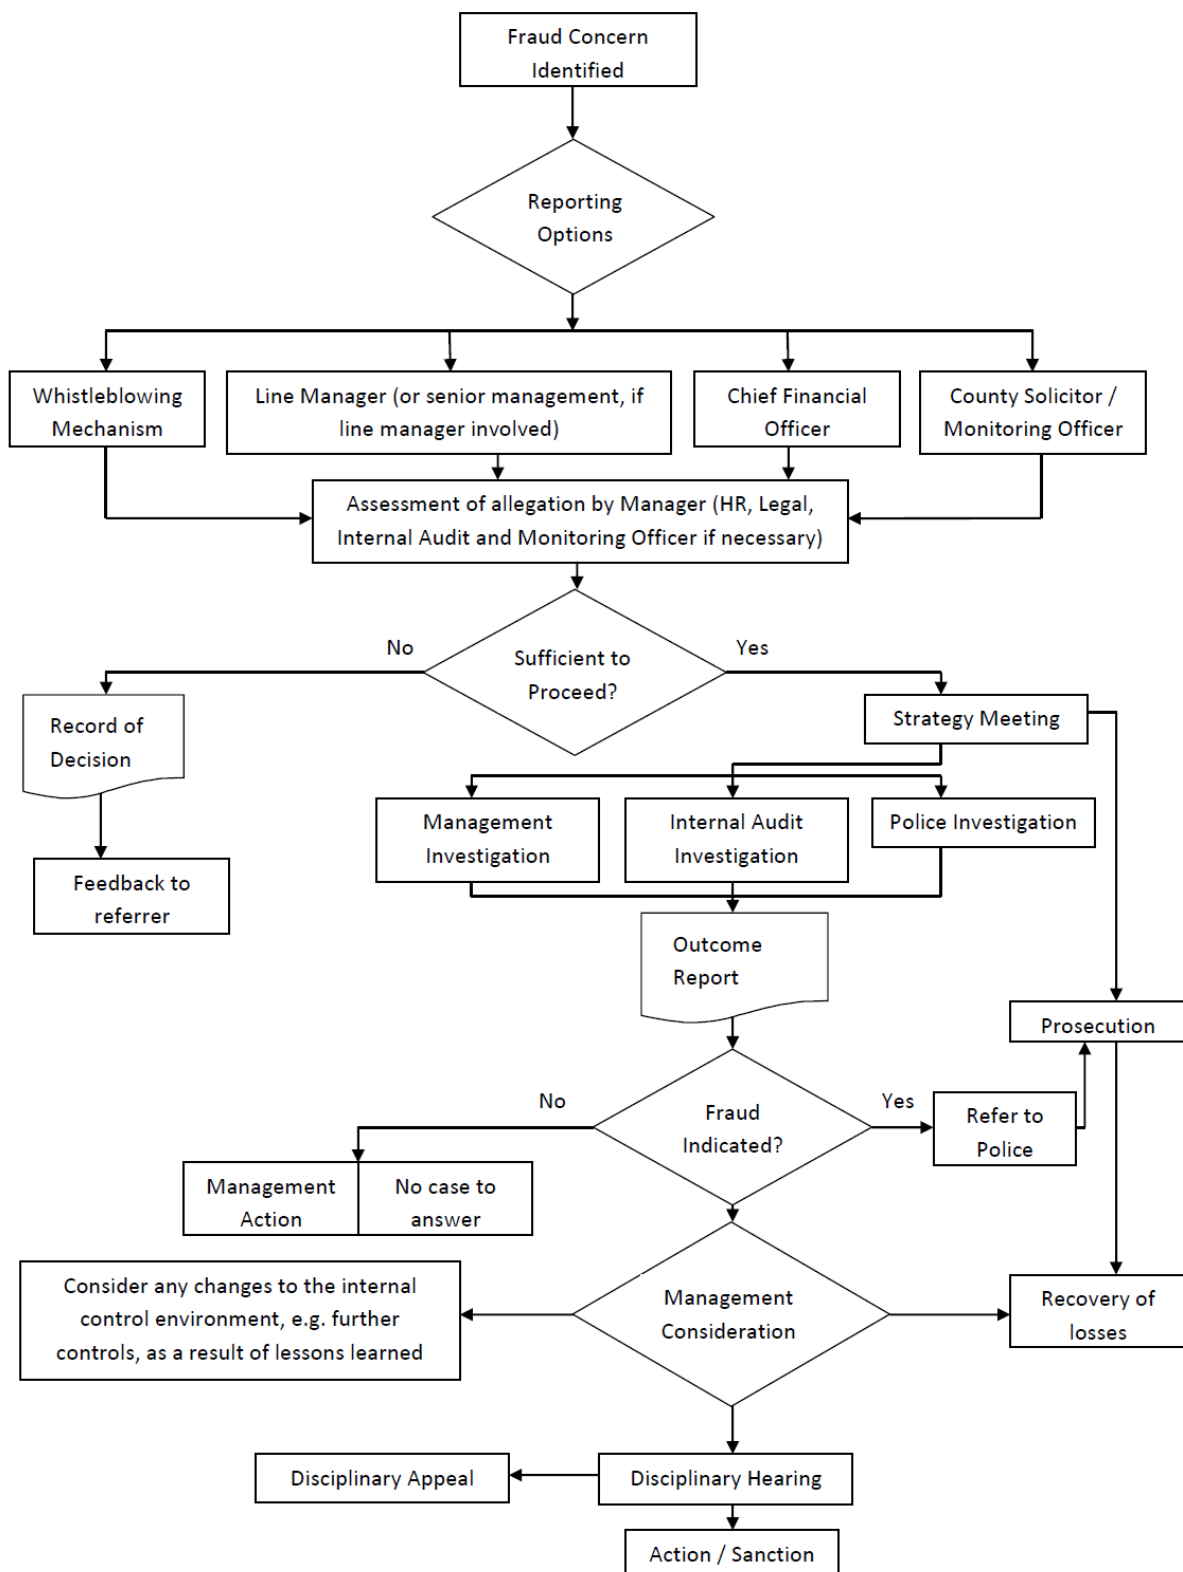 Fraud Concern
Identified
Reporting
Options
Whistleblowing
Mechanism
Line Manager (or senior management, if
line manager involved)
Chief Financial
Officer
County Solicitor /
Monitoring Officer
Assessment of allegation by Manager (HR, Legal,
Internal Audit and Monitoring Officer if necessary)
No
Sufficient to
Proceed?
Yes
Record of
Decision
Strategy Meeting
Management
Investigation
Internal Audit
Investigation
Police Investigation
Feedback to
referrer
Outcome
Report
Prosecution
No
Fraud
Indicated?
Yes
Refer to
Police
Management
Action
No case to
answer
Consider any changes to the internal
control environment, e.g. further
controls, as a result of lessons learned
Management
Consideration
Recovery of
losses
Disciplinary Appeal
Disciplinary Hearing
Action / Sanction